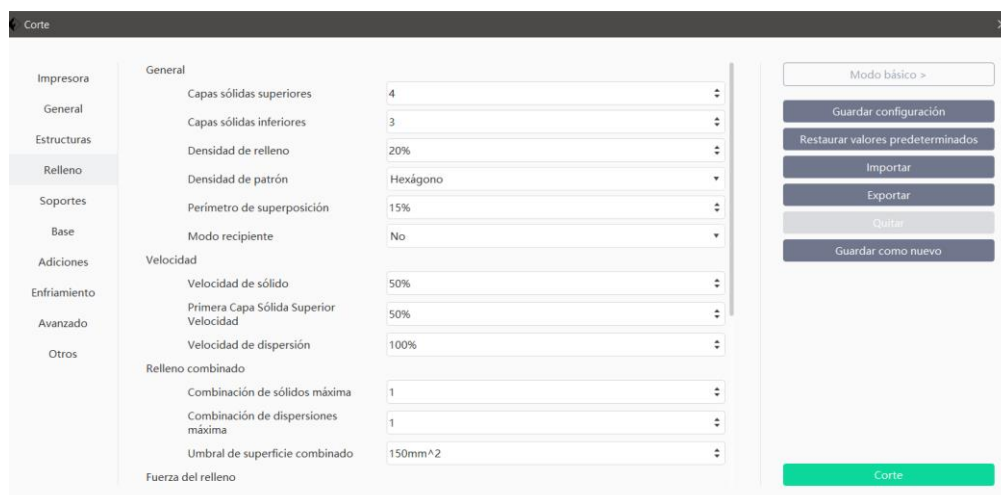 Corte
Impresora
General
Estructuras
Relleno
Soportes
Base
Adiciones
Enfriamiento
Avanzado
Otros
General
Capas sólidas superiores 4
Capas sólidas inferiores 3
Densidad de relleno 20%
Densidad de patrón Hexágono
Perímetro de superposición 15%
Modo recipiente No
Velocidad
Velocidad de sólido 50%
Primera Capa Sólida Superior
Velocidad 50%
Velocidad de dispersión 100%
Relleno combinado
Combinación de sólidos máxima 1
Combinación de dispersiones
máxima 1
Umbral de superficie combinado 150mm^2
Fuerza del relleno
Modo básico >
Guardar configuración
Restaurar valores predeterminados
Importar
Exportar
Quitar
Guardar como nuevo
Corte